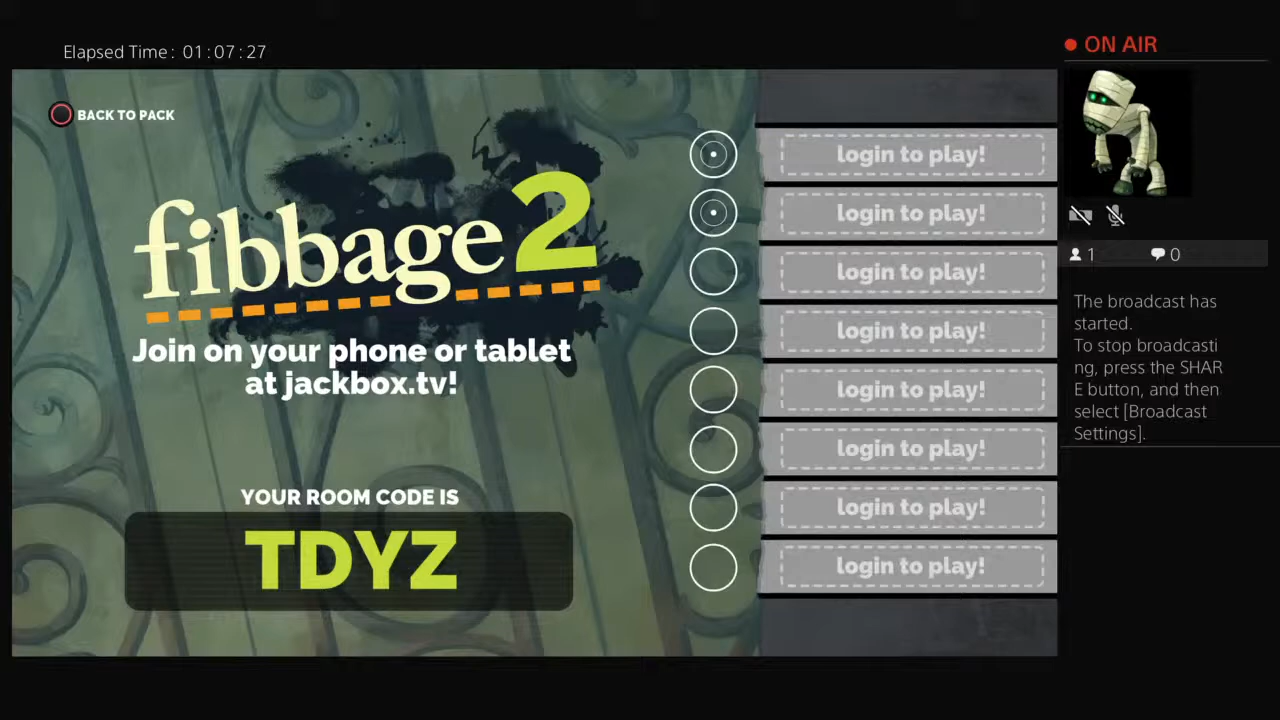 Elapsed Time: 01:07:27
ON AIR
BACK TO PACK
fibbage 2
Join on your phone or tablet
at jackbox.tv!
YOUR ROOM CODE IS
TDYZ
login to play!
login to play!
login to play!
login to play!
login to play!
login to play!
login to play!
login to play!
1
0
The broadcast has
started.
To stop broadcasti
ng, press the SHAR
E button, and then
select [Broadcast
Settings].